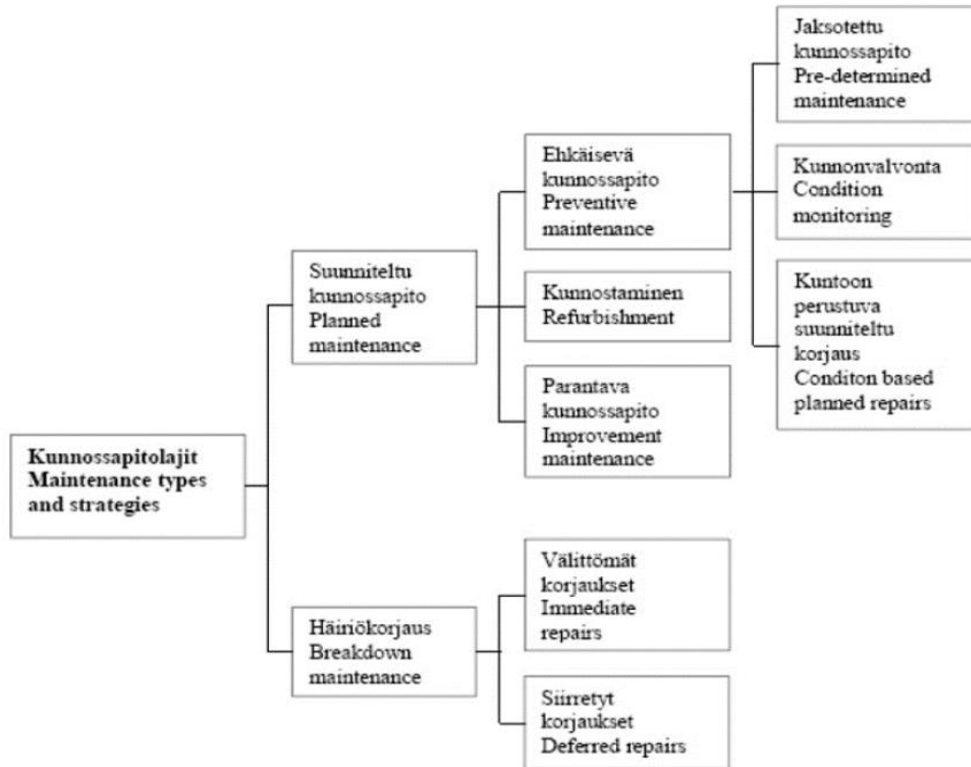 Kunnossapitolajit
Maintenance types
and strategies
Suunniteltu
kunnossapito
Planned
maintenance
Ehkäisevä
kunnossapito
Preventive
maintenance
Jaksotettu
kunnossapito
Pre-determined
maintenance
Kunnonvalvonta
Condition
monitoring
Kuntoon
perustuva
suunniteltu
korjaus
Conditon based
planned repairs
Kunnostaminen
Refurbishment
Parantava
kunnossapito
Improvement
maintenance
Häiriökorjaus
Breakdown
maintenance
Välittömät
korjaukset
Immediate
repairs
Siirretyt
korjaukset
Deferred repairs